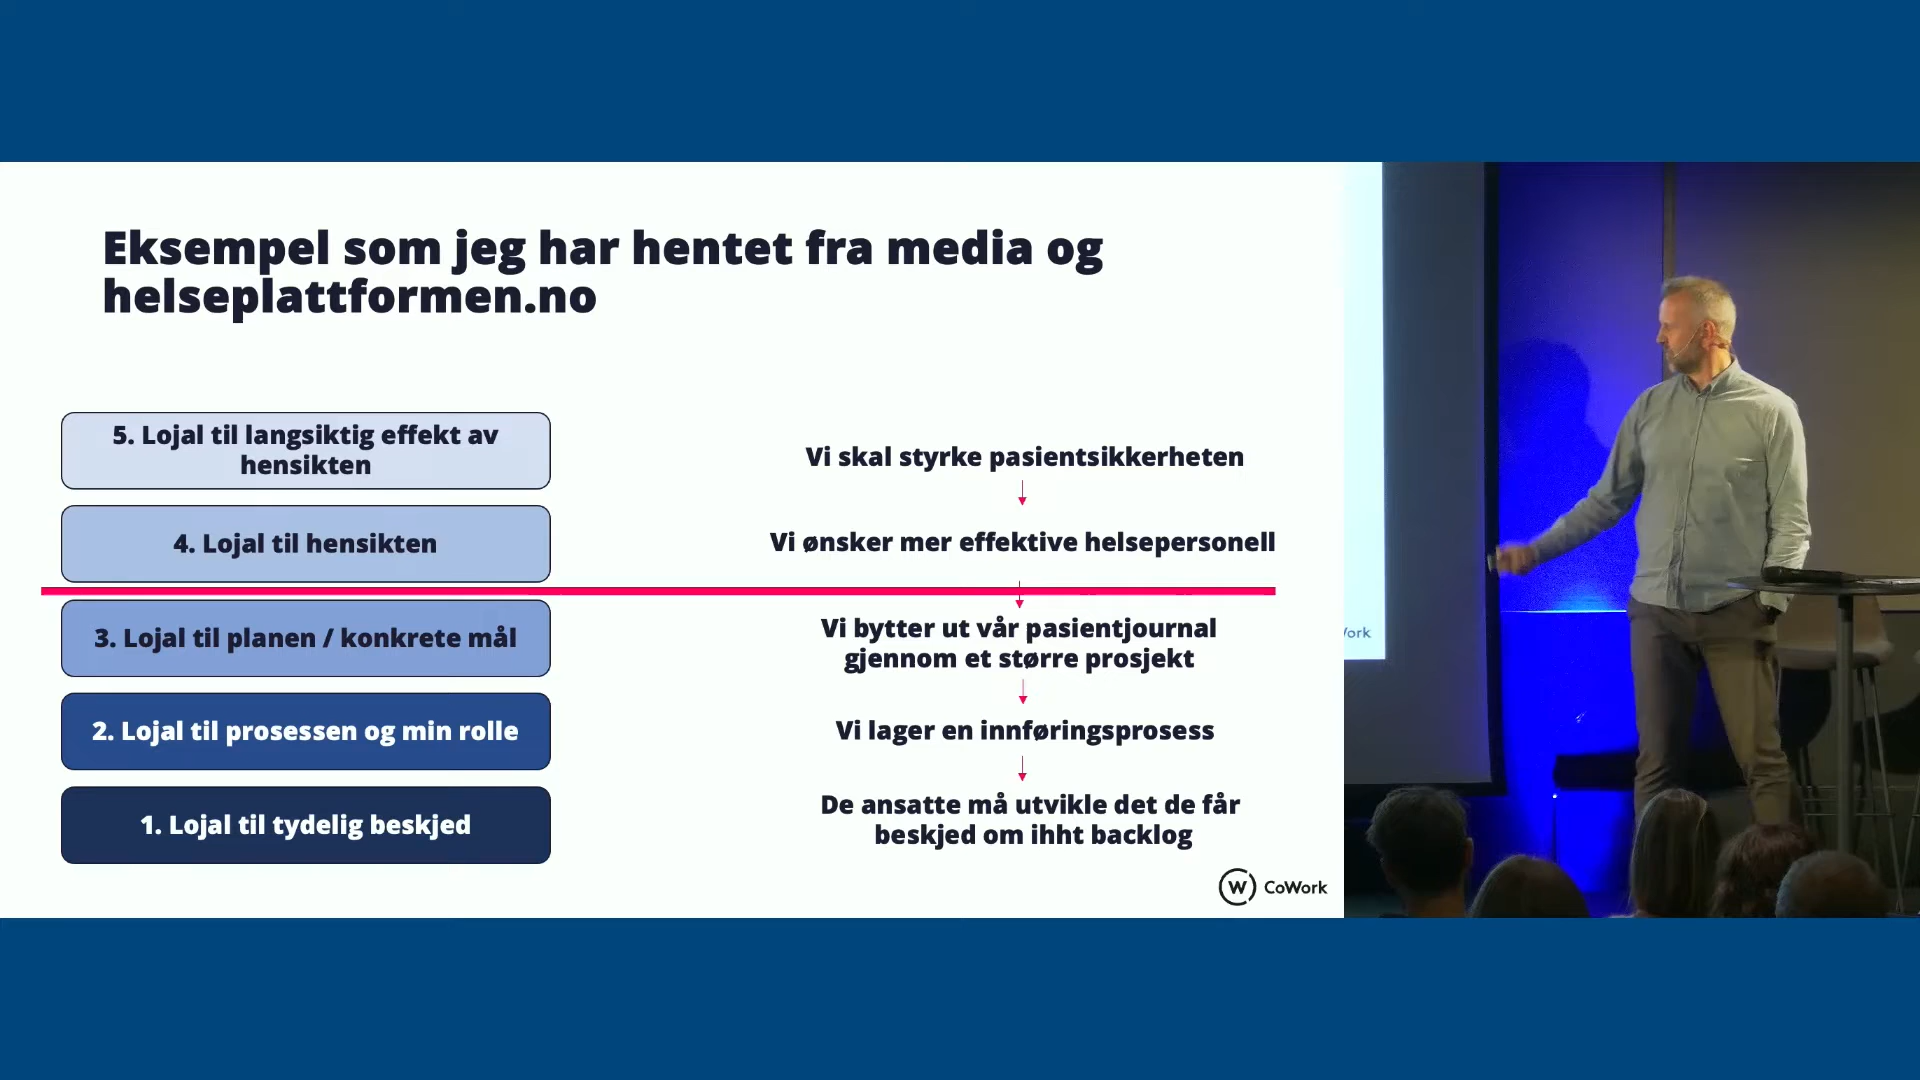 Eksempel som jeg har hentet fra media og
helseplattformen.no
5. Lojal til langsiktig effekt av
hensikten
Vi skal styrke pasientsikkerheten
4. Lojal til hensikten
Vi ønsker mer effektive helsepersonell
3. Lojal til planen / konkrete mål
Vi bytter ut vår pasientjournal
gjennom et større prosjekt
2. Lojal til prosessen og min rolle
Vi lager en innføringsprosess
1. Lojal til tydelig beskjed
De ansatte må utvikle det de får
beskjed om ihht backlog
W CoWork
ork